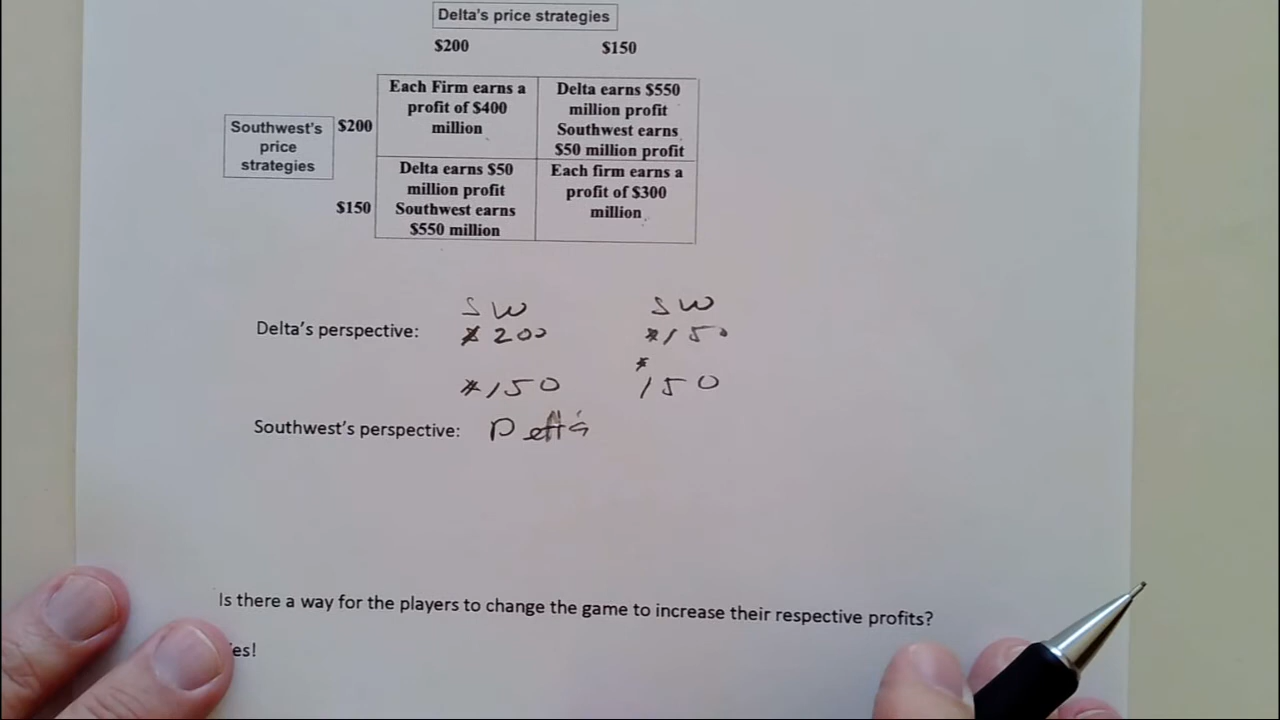 Delta's price strategies
$200 $150
Each Firm earns a
profit of $400
million
Delta earns $550
million profit
Southwest earns
$50 million profit
Southwest's
price
strategies
$200
Delta earns $50
million profit
Southwest earns
$550 million
Each firm earns a
profit of $300
million
$150
SW SW
Delta's perspective: $200 $150
$150 $150
Southwest's perspective: Delta
Is there a way for the players to change the game to increase their respective profits?
es!